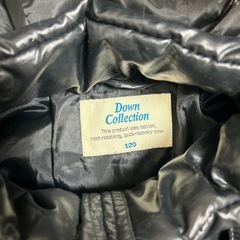 Down
Collection
This product uses resilient,
heat-retaining, quick-recovery down.
120